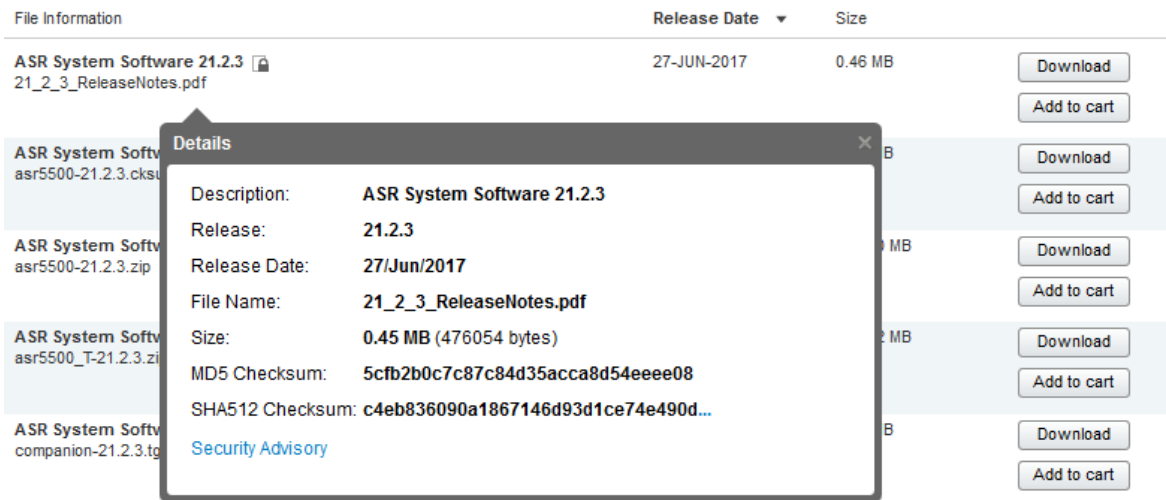 File Information Release Date Size
ASR System Software 21.2.3 27-JUN-2017 0.46 MB Download
21_2_3_ReleaseNotes.pdf
Add to cart
Details
ASR System Softw B Download
asr5500-21.2.3.cksu
Description: ASR System Software 21.2.3
Add to cart
Release: 21.2.3
ASR System Softw MB Download
asr5500-21.2.3.zip
Release Date: 27/Jun/2017
File Name: 21_2_3_ReleaseNotes.pdf
Add to cart
ASR System Softw MB Download
Size: 0.45 MB (476054 bytes)
asr5500_T-21.2.3.zi
MD5 Checksum: 5cfb2b0c7c87c84d35acca8d54eeee08
Add to cart
SHA512 Checksum: c4eb836090a1867146d93d1ce74e490d...
ASR System Softw B Download
companion-21.2.3.tg
Security Advisory
Add to cart